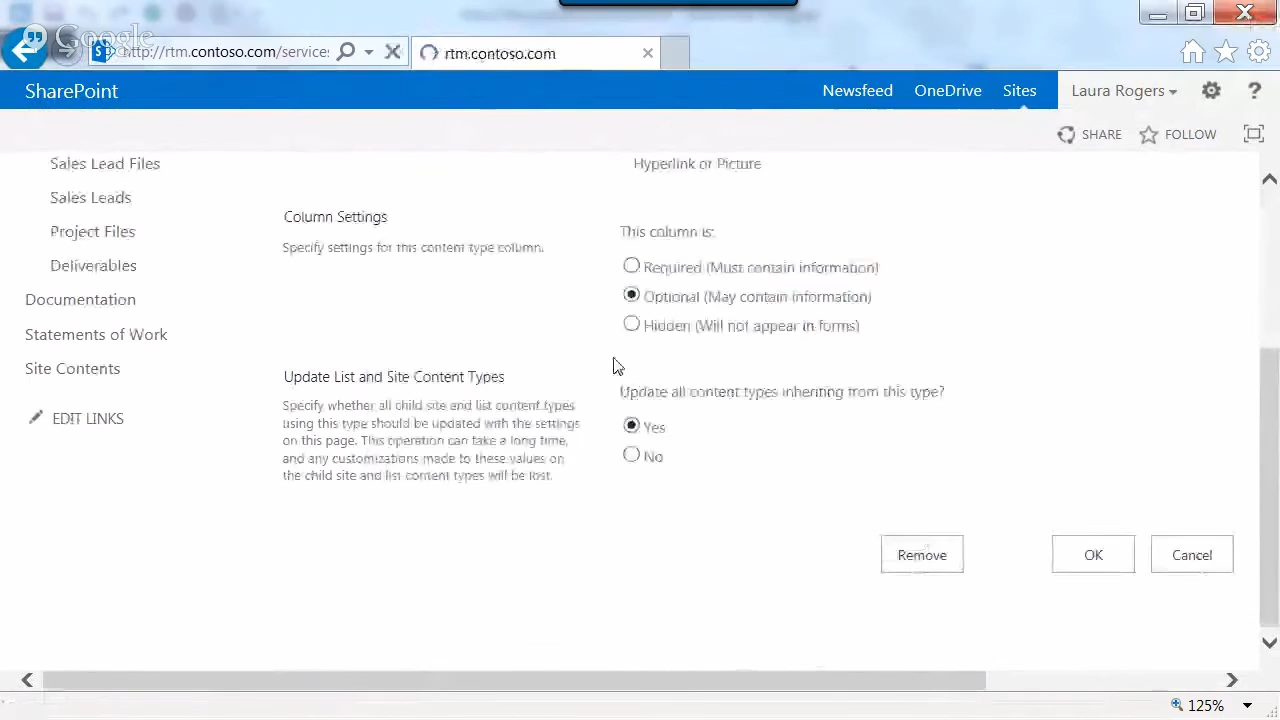 Google
http://rtm.contoso.com/service:
rtm.contoso.com
SharePoint
Newsfeed
OneDrive
Sites
Laura Rogers
?
SHARE
FOLLOW
Sales Lead Files
Sales Leads
Project Files
Deliverables
Documentation
Statements of Work
Site Contents
EDIT LINKS
Hyperlink or Picture
Column Settings
Specify settings for this content type column.
This column is:
Required (Must contain information)
Optional (May contain information)
Hidden (Will not appear in forms)
Update List and Site Content Types
Specify whether all child site and list content types
using this type should be updated with the settings
on this page. This operation can take a long time,
and any customizations made to these values on
the child site and list content types will be lost.
Update all content types inheriting from this type?
Yes
No
Remove
OK
Cancel
125%